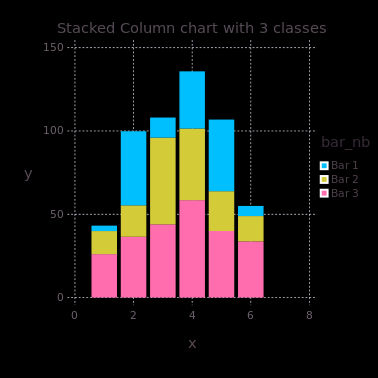 Stacked Column chart with 3 classes
150
100
50
0
y
0 2 4 6 8
x
bar_nb
Bar 1
Bar 2
Bar 3